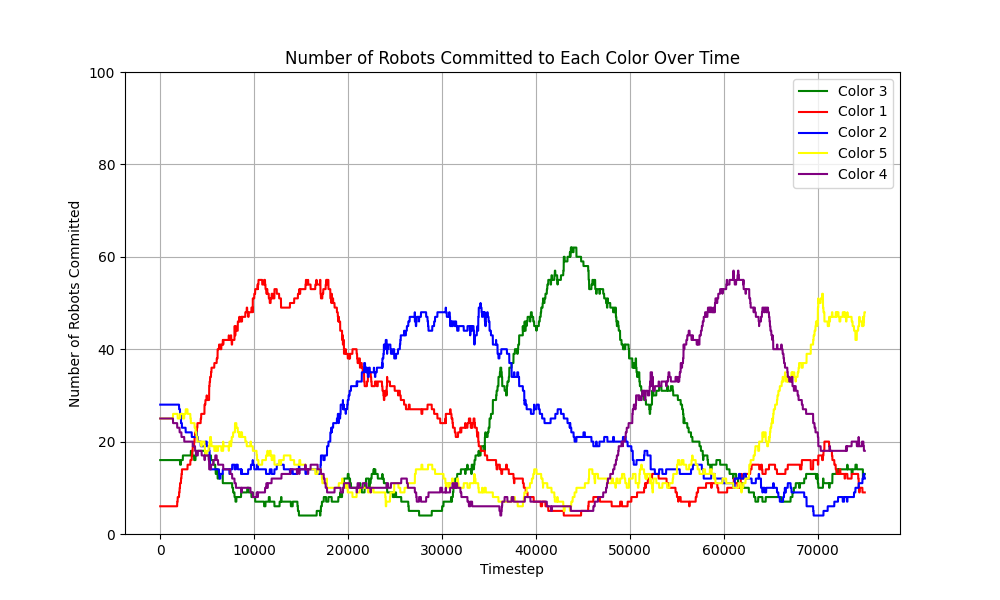 Number of Robots Committed to Each Color Over Time
Number of Robots Committed
100
80
60
40
20
0
Color 3
Color 1
Color 2
Color 5
Color 4
0 10000 20000 30000 40000 50000 60000 70000
Timestep